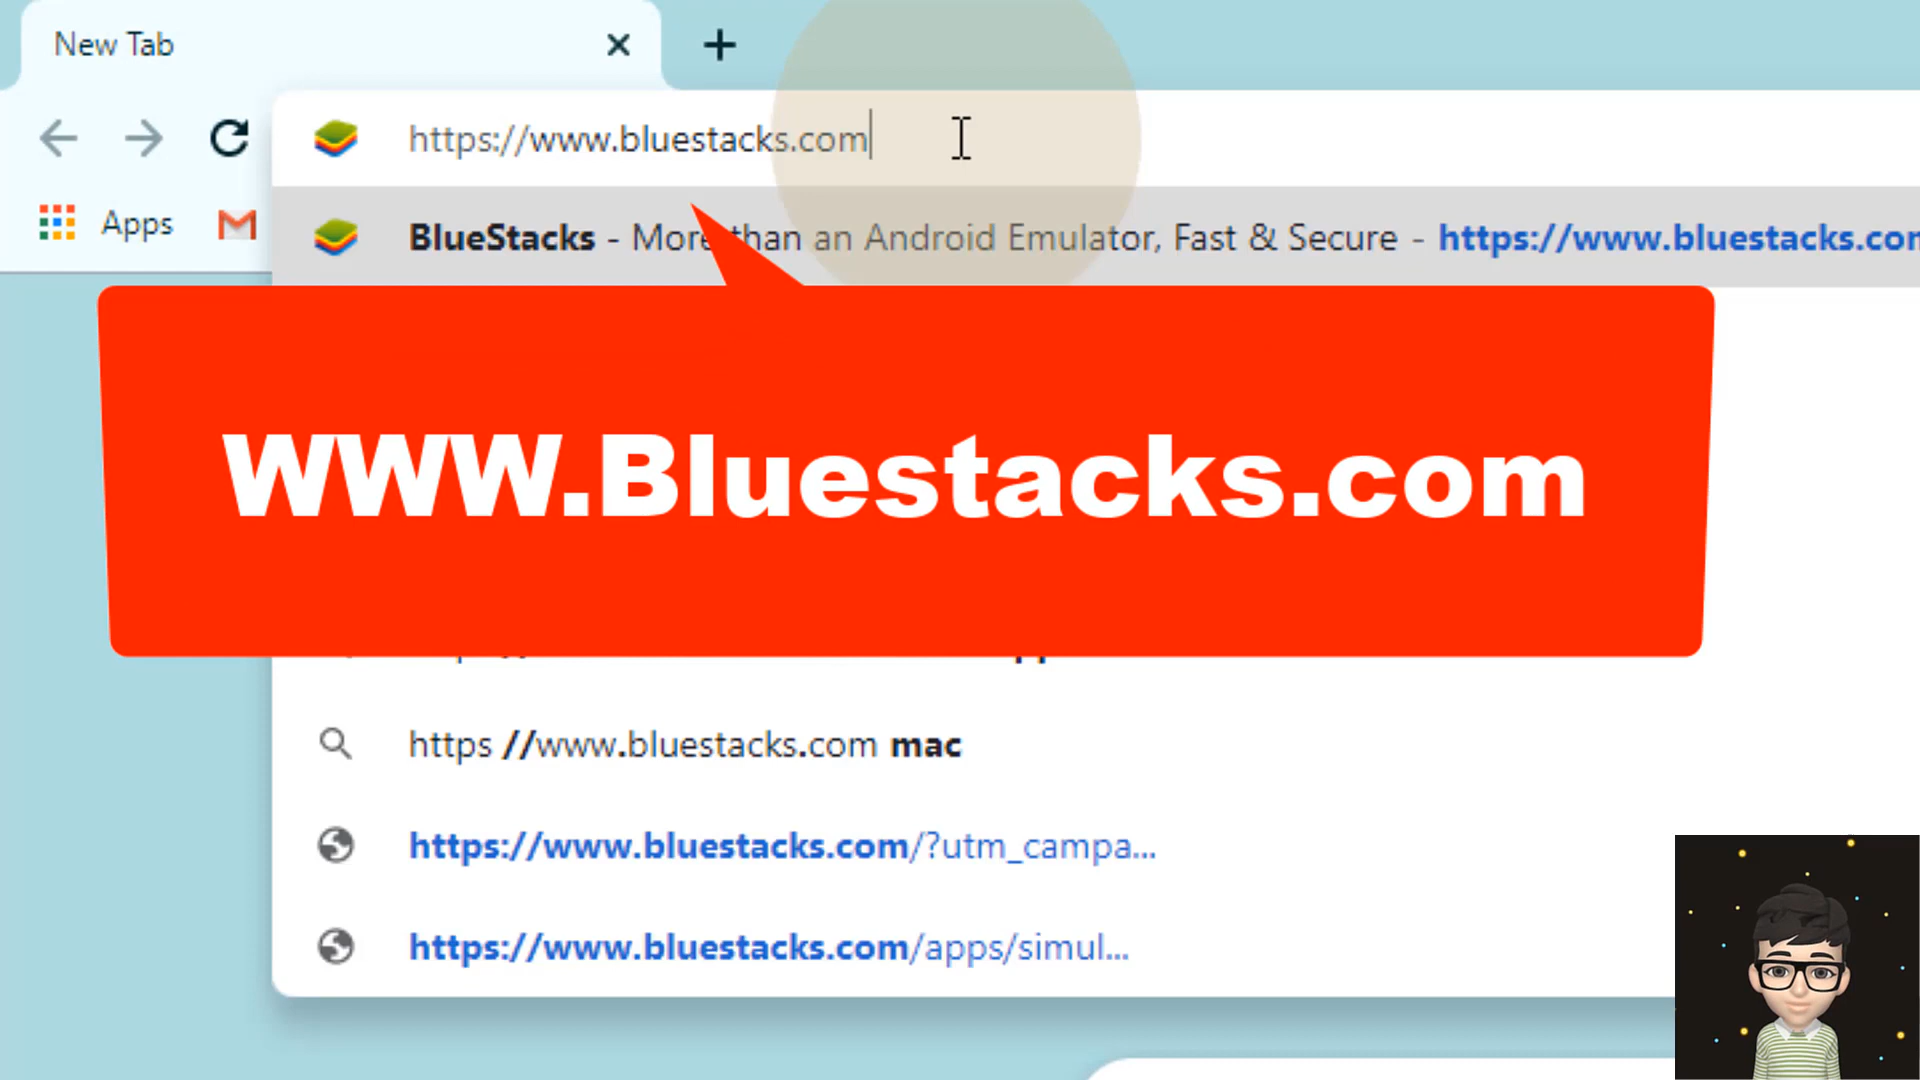 New Tab
https://www.bluestacks.com
Apps
BlueStacks - More than an Android Emulator, Fast & Secure - https://www.bluestacks.com
WWW.Bluestacks.com
https //www.bluestacks.com mac
https://www.bluestacks.com/?utm_campa...
https://www.bluestacks.com/apps/simul...